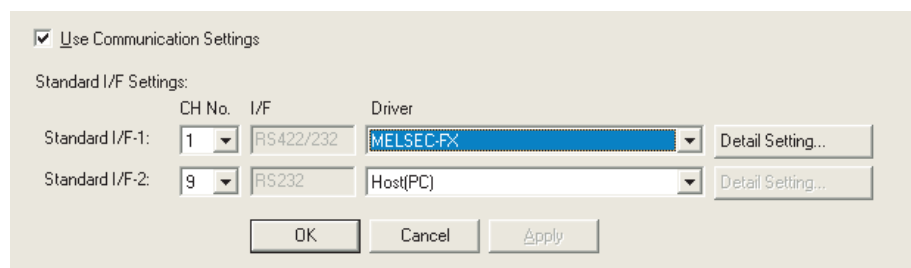 Use Communication Settings
Standard I/F Settings:
CH No. I/F Driver
Standard I/F-1: 1 RS422/232 MELSEC-FX Detail Setting...
Standard I/F-2: 9 RS232 Host(PC) Detail Setting...
OK Cancel Apply